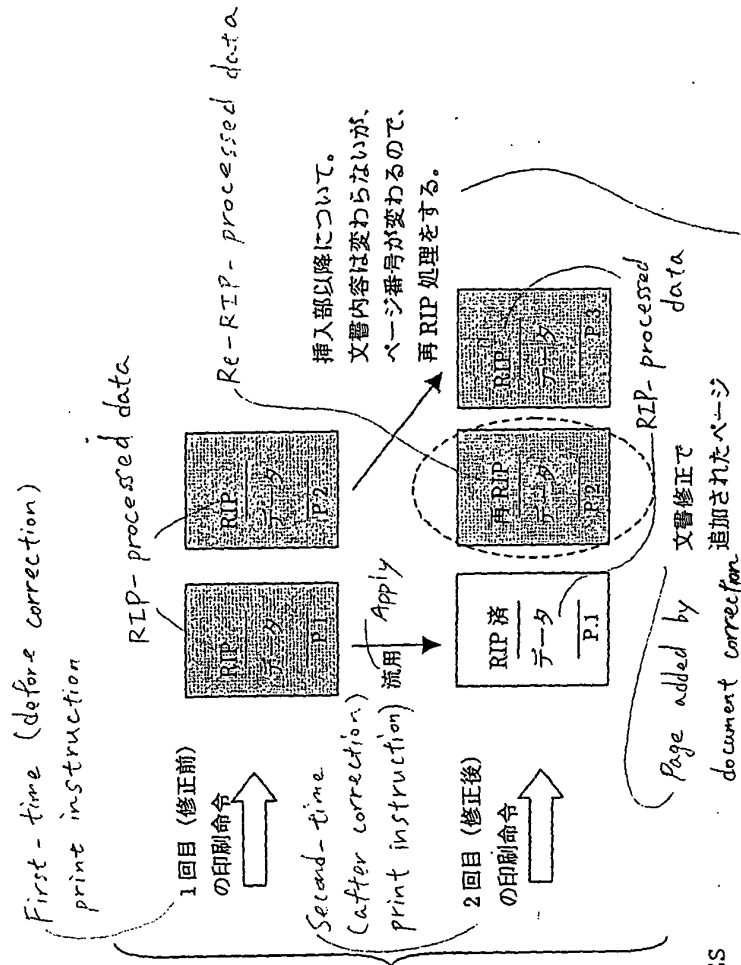 First-time (defore correction)
print instruction
RIP-processed data
Re-RIP-processed data
1回目（修正前）
の印刷命令
RIP
データ
P.1
RIP
データ
P.2
挿入部以降について。
文書内容は変わらないが、
ページ番号が変わるので、
再RIP処理をする。
流用
Apply
Second-time
(after correction)
print instruction
2回目（修正後）
の印刷命令
RIP済
データ
P.1
再RIP
データ
P.2
RIP
データ
P.3
RIP-processed
data
文書修正で
追加されたページ
Page added by
document correction